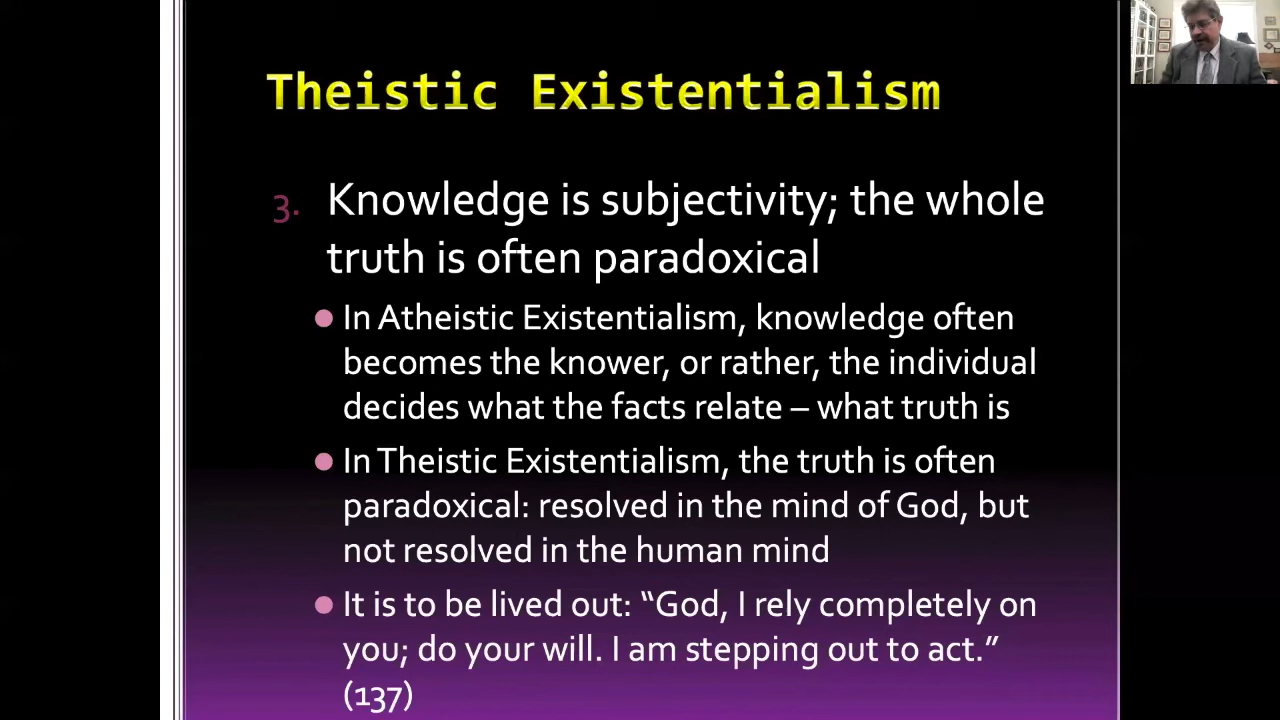 Theistic Existentialism
3. Knowledge is subjectivity; the whole
truth is often paradoxical
In Atheistic Existentialism, knowledge often
becomes the knower, or rather, the individual
decides what the facts relate – what truth is
In Theistic Existentialism, the truth is often
paradoxical: resolved in the mind of God, but
not resolved in the human mind
It is to be lived out: “God, I rely completely on
you; do your will. I am stepping out to act.”
(137)